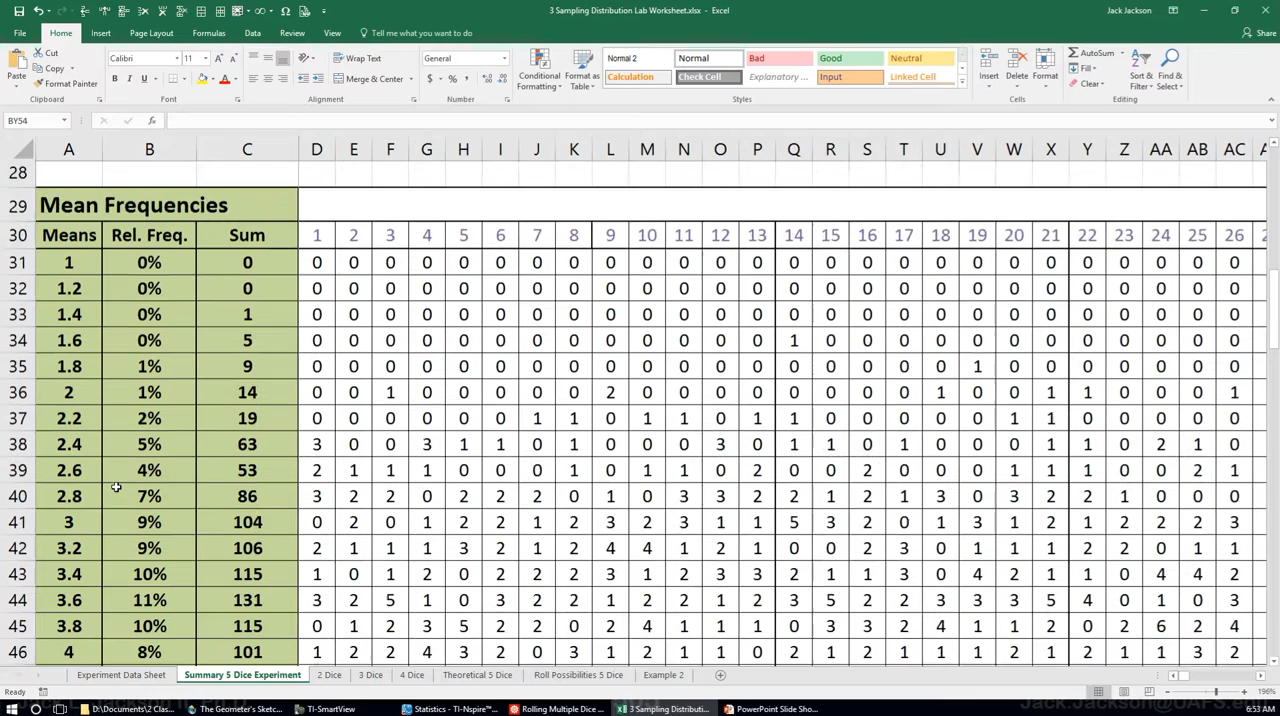 3 Sampling Distribution Lab Worksheet.xlsx - Excel
Jack Jackson
File Home Insert Page Layout Formulas Data Review View Tell me what you want to do
Share
Paste
Cut
Copy
Format Painter
Clipboard
Calibri 11
B I U
Font
Wrap Text
Merge & Center
Alignment
General
$ % ,
Number
Conditional Formatting
Format as Table
Normal 2 Normal Bad Good Neutral
Calculation Check Cell Explanatory ... Input Linked Cell
Styles
Insert Delete Format
Cells
AutoSum
Fill
Clear
Sort & Filter
Find & Select
Editing
BY54
A B C D E F G H I J K L M N O P Q R S T U V W X Y Z AA AB AC
28
29 Mean Frequencies
30 Means Rel. Freq. Sum 1 2 3 4 5 6 7 8 9 10 11 12 13 14 15 16 17 18 19 20 21 22 23 24 25 26
31 1 0% 0 0 0 0 0 0 0 0 0 0 0 0 0 0 0 0 0 0 0 0 0 0 0 0 0 0 0
32 1.2 0% 0 0 0 0 0 0 0 0 0 0 0 0 0 0 0 0 0 0 0 0 0 0 0 0 0 0 0
33 1.4 0% 1 0 0 0 0 0 0 0 0 0 0 0 0 0 0 0 0 0 0 0 0 0 0 0 0 0 0
34 1.6 0% 5 0 0 0 0 0 0 0 0 0 0 0 0 0 1 0 0 0 0 0 0 0 0 0 0 0 0
35 1.8 1% 9 0 0 0 0 0 0 0 0 0 0 0 0 0 0 0 0 0 0 1 0 0 0 0 0 0 0
36 2 1% 14 0 0 1 0 0 0 0 0 2 0 0 0 0 0 0 0 0 1 0 0 1 1 0 0 0 1
37 2.2 2% 19 0 0 0 0 0 0 1 1 0 1 1 0 1 1 0 0 0 0 0 1 1 0 0 0 0 0
38 2.4 5% 63 3 0 0 3 1 1 0 1 0 0 0 3 0 1 1 0 1 0 0 0 1 1 0 2 1 0
39 2.6 4% 53 2 1 1 1 0 0 0 1 0 1 1 0 2 0 0 1 0 0 0 1 1 1 0 0 2 1
40 2.8 7% 86 3 2 2 0 2 2 2 0 1 0 3 3 2 2 1 2 1 3 0 3 2 2 1 0 0 0
41 3 9% 104 0 2 0 1 2 2 1 2 3 2 3 1 1 5 3 2 0 1 3 1 2 1 2 2 2 3
42 3.2 9% 106 2 1 1 1 3 2 1 2 4 4 1 2 1 0 0 2 3 0 1 1 1 2 2 0 1 1
43 3.4 10% 115 1 0 1 2 0 2 2 2 3 1 2 3 3 2 1 1 3 0 4 2 1 1 0 4 4 2
44 3.6 11% 131 3 2 5 1 0 3 2 2 1 2 2 1 2 3 5 2 2 3 3 3 5 4 0 1 0 3
45 3.8 10% 115 0 1 2 3 5 2 2 0 2 4 1 1 1 0 3 3 2 4 1 1 2 0 2 6 2 4
46 4 8% 101 1 2 2 4 3 2 0 3 1 2 1 1 0 2 1 2 2 1 2 2 1 2 1 1 3 2
Experiment Data Sheet Summary 5 Dice Experiment 2 Dice 3 Dice 4 Dice Theoretical 5 Dice Roll Possibilities 5 Dice Example 2
Ready
196%
D:\Documents\2 Clas... The Geometer's Sketc... TI-SmartView Statistics - TI-Nspire... Rolling Multiple Dice ... 3 Sampling Distributi... PowerPoint Slide Sho...
6:53 AM
Jack.Jackson@UAFS.edu